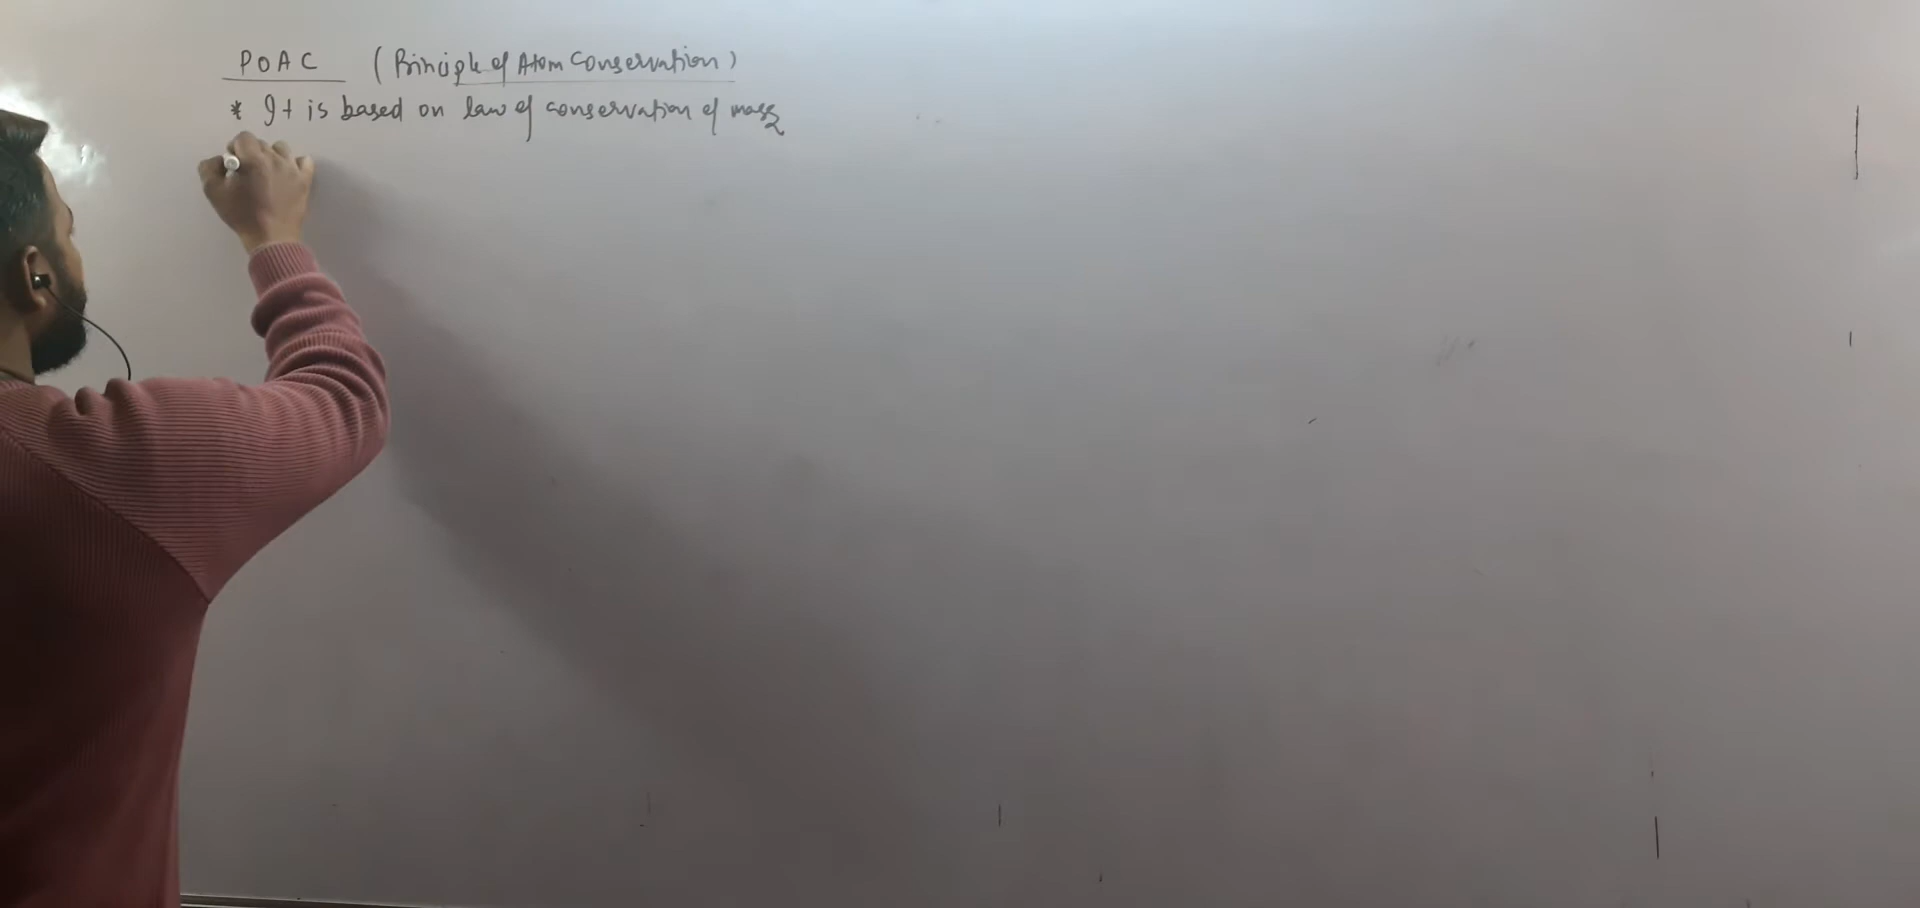 POAC (Principle of Atom Conservation)
* It is based on law of conservation of mass